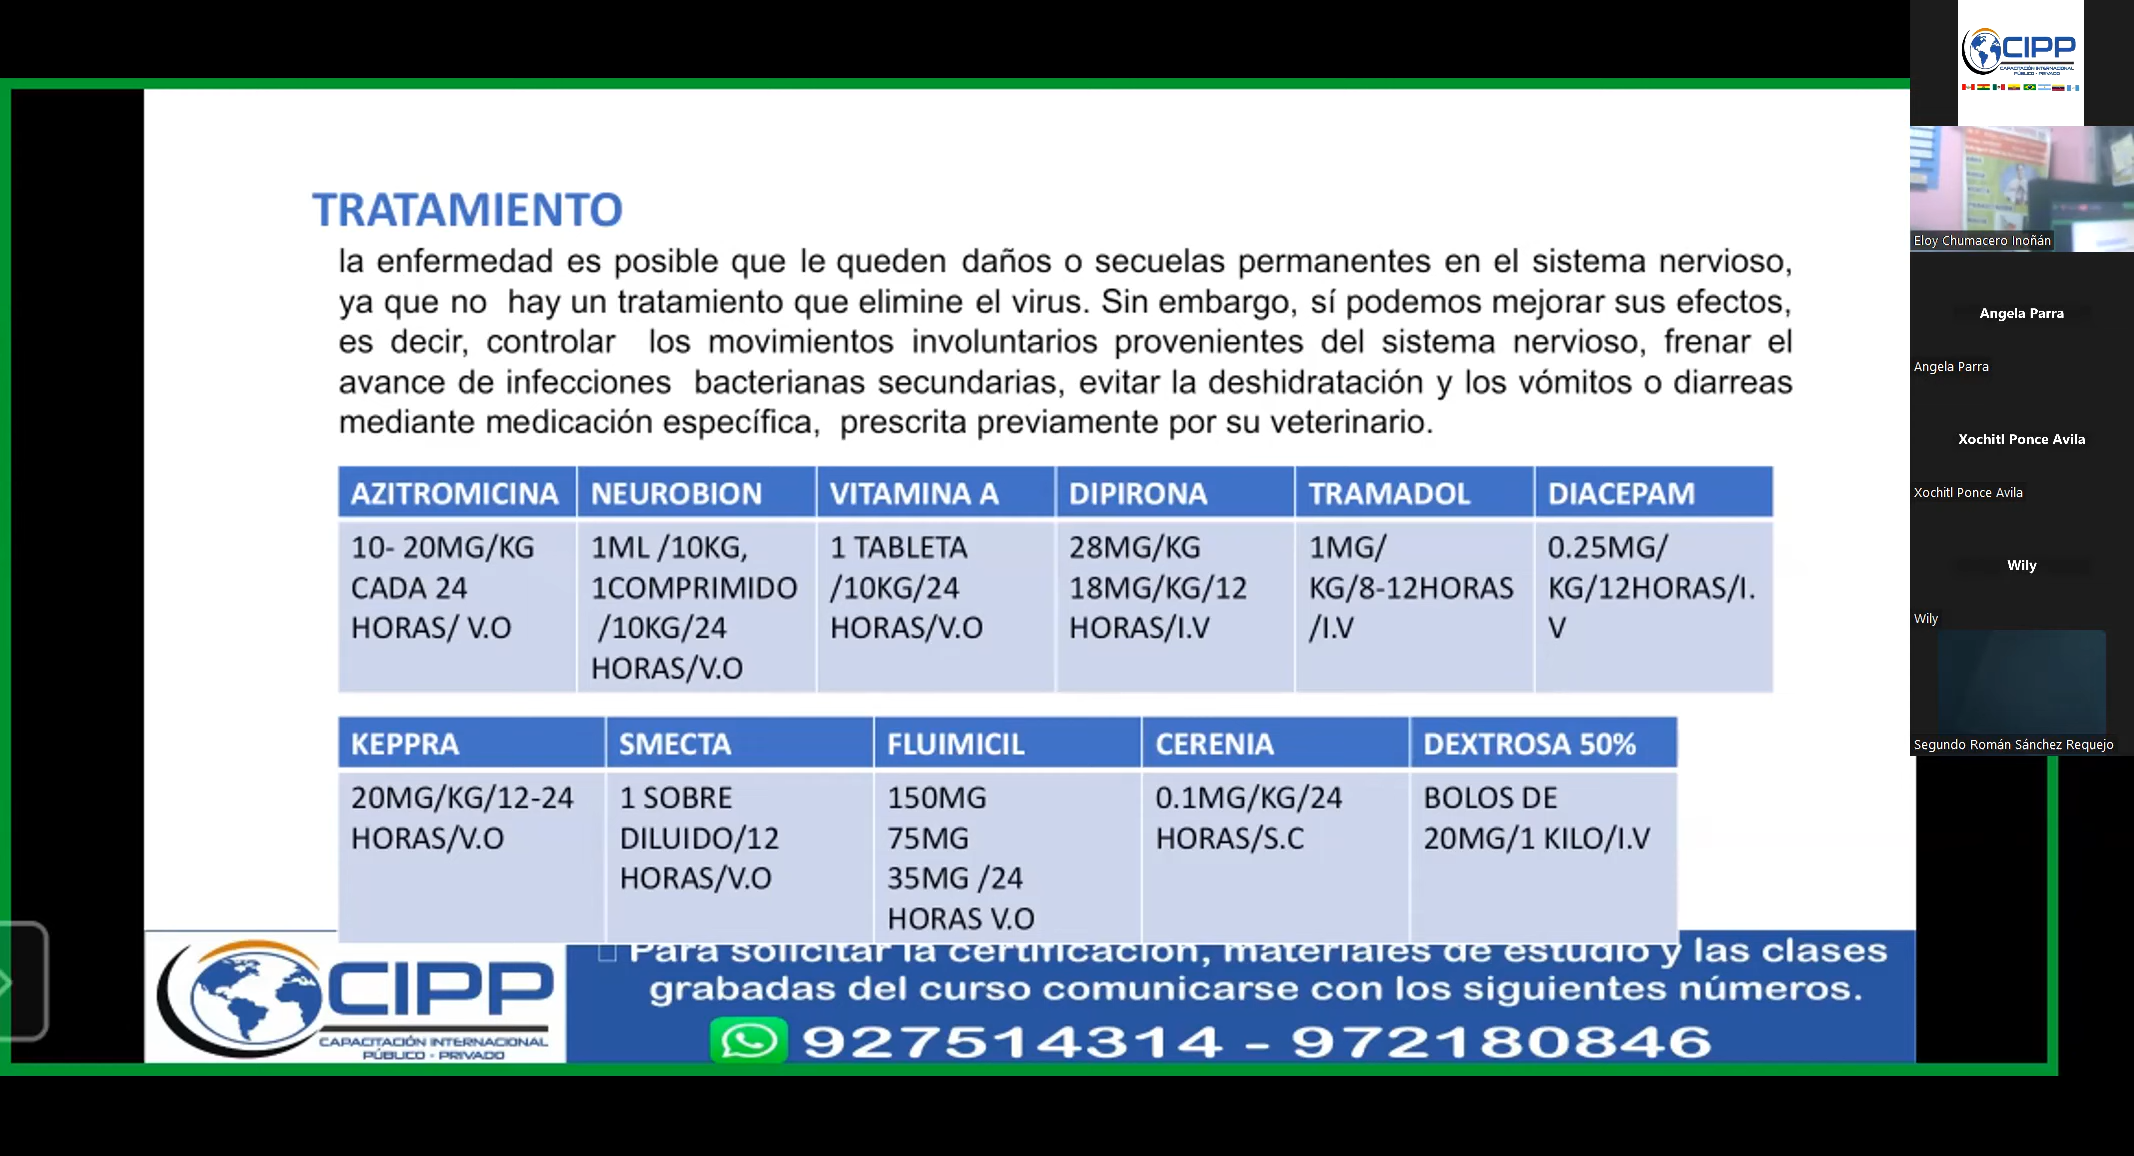 TRATAMIENTO
la enfermedad es posible que le queden daños o secuelas permanentes en el sistema nervioso,
ya que no hay un tratamiento que elimine el virus. Sin embargo, sí podemos mejorar sus efectos,
es decir, controlar los movimientos involuntarios provenientes del sistema nervioso, frenar el
avance de infecciones bacterianas secundarias, evitar la deshidratación y los vómitos o diarreas
mediante medicación específica, prescrita previamente por su veterinario.
AZITROMICINA
10- 20MG/KG
CADA 24
HORAS/ V.O
NEUROBION
1ML /10KG,
1COMPRIMIDO
/10KG/24
HORAS/V.O
VITAMINA A
1 TABLETA
/10KG/24
HORAS/V.O
DIPIRONA
28MG/KG
18MG/KG/12
HORAS/I.V
TRAMADOL
1MG/
KG/8-12HORAS
/I.V
DIACEPAM
0.25MG/
KG/12HORAS/I.
V
KEPPRA
20MG/KG/12-24
HORAS/V.O
SMECTA
1 SOBRE
DILUIDO/12
HORAS/V.O
FLUIMICIL
150MG
75MG
35MG /24
HORAS V.O
CERENIA
0.1MG/KG/24
HORAS/S.C
DEXTROSA 50%
BOLOS DE
20MG/1 KILO/I.V
CIPP
CAPACITACIÓN INTERNACIONAL
PÚBLICO - PRIVADO
Para solicitar la certificación, materiales de estudio y las clases
grabadas del curso comunicarse con los siguientes números.
927514314 - 972180846
CIPP
CAPACITACIÓN INTERNACIONAL
PÚBLICO - PRIVADO
Eloy Chumacero Inoñán
Angela Parra
Angela Parra
Xochitl Ponce Avila
Xochitl Ponce Avila
Wily
Wily
Segundo Román Sánchez Requejo